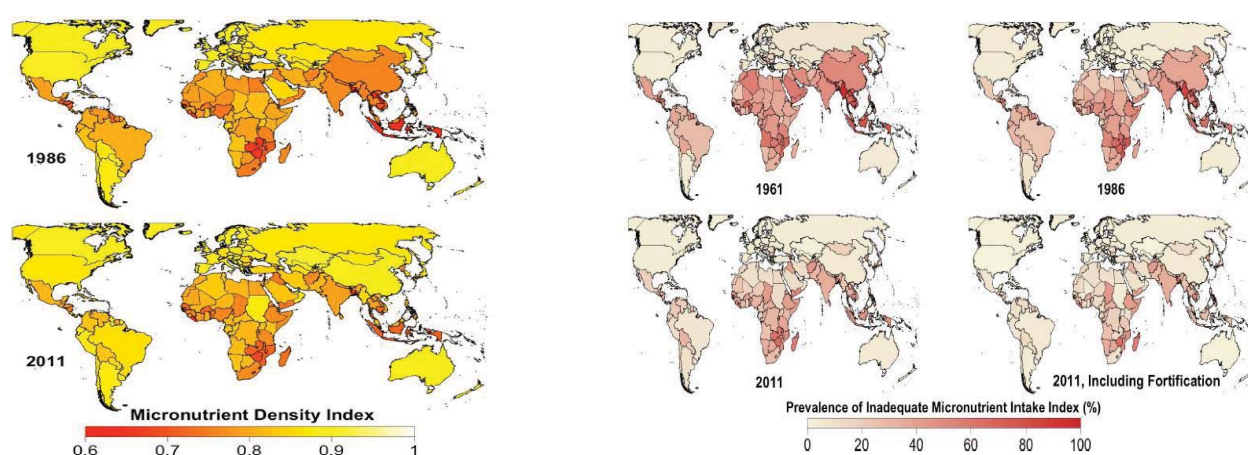 1986
2011
Micronutrient Density Index
0.6 0.7 0.8 0.9 1
1961
1986
2011
2011, Including Fortification
Prevalence of Inadequate Micronutrient Intake Index (%)
0 20 40 60 80 100